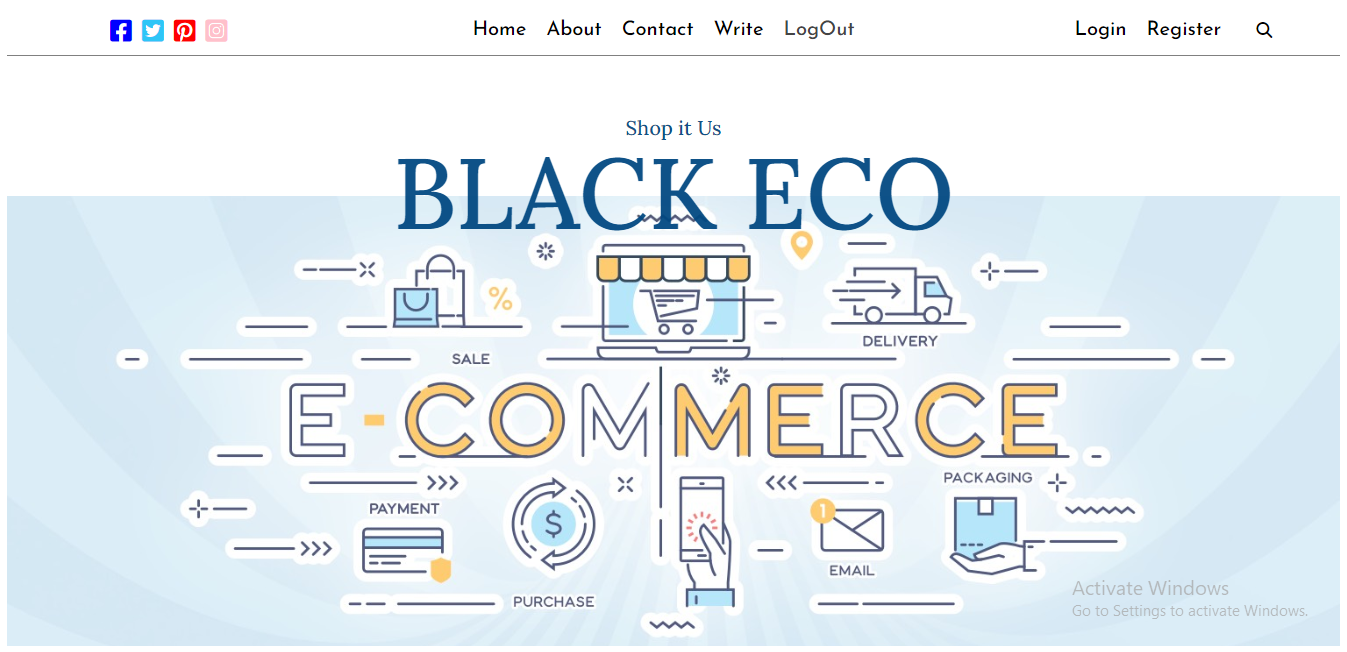 Home About Contact Write LogOut Login Register
Shop it Us
BLACK ECO
%
SALE
DELIVERY
E-COMMERCE
PAYMENT
$
1
PACKAGING
EMAIL
PURCHASE
Activate Windows
Go to Settings to activate Windows.